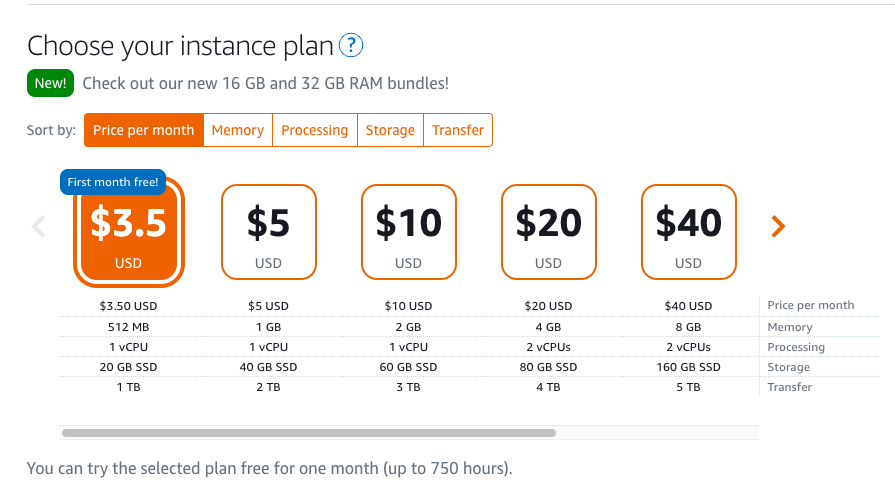 Choose your instance plan ?
New! Check out our new 16 GB and 32 GB RAM bundles!
Sort by: Price per month Memory Processing Storage Transfer
First month free!
$3.5 $5 $10 $20 $40
USD USD USD USD USD
$3.50 USD $5 USD $10 USD $20 USD $40 USD Price per month
512 MB 1 GB 2 GB 4 GB 8 GB Memory
1 vCPU 1 vCPU 1 vCPU 2 vCPUs 2 vCPUs Processing
20 GB SSD 40 GB SSD 60 GB SSD 80 GB SSD 160 GB SSD Storage
1 TB 2 TB 3 TB 4 TB 5 TB Transfer
You can try the selected plan free for one month (up to 750 hours).